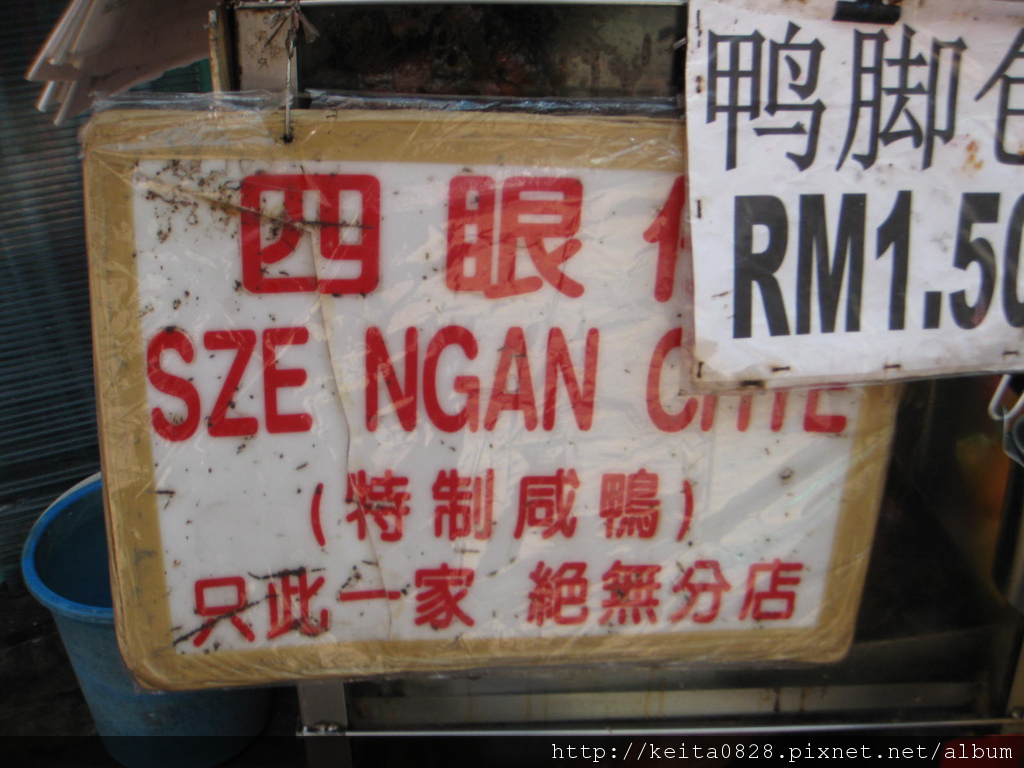 四眼
SZE NGAN
(特制咸鴨)
只此一家 絕無分店
鸭脚
RM1.50
http://keita0828.pixnet.net/album